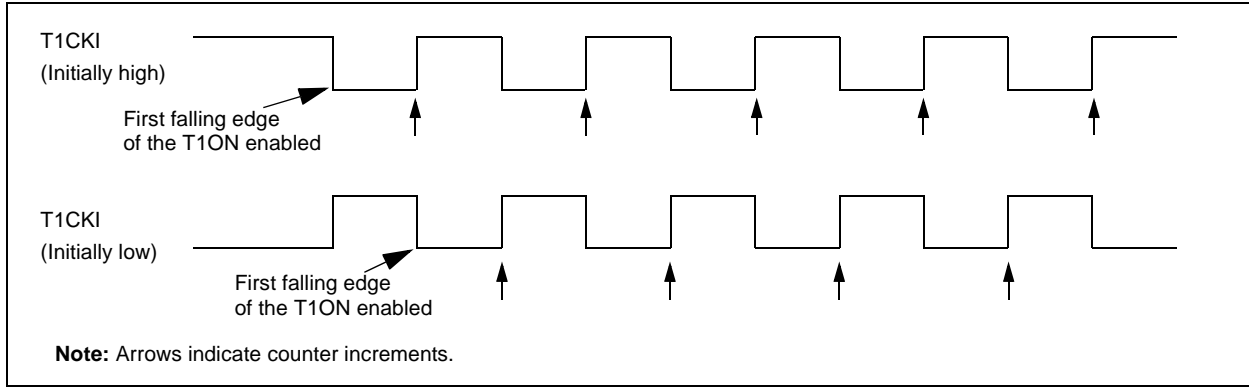 T1CKI
(Initially high)
First falling edge
of the T1ON enabled
T1CKI
(Initially low)
First falling edge
of the T1ON enabled
Note: Arrows indicate counter increments.